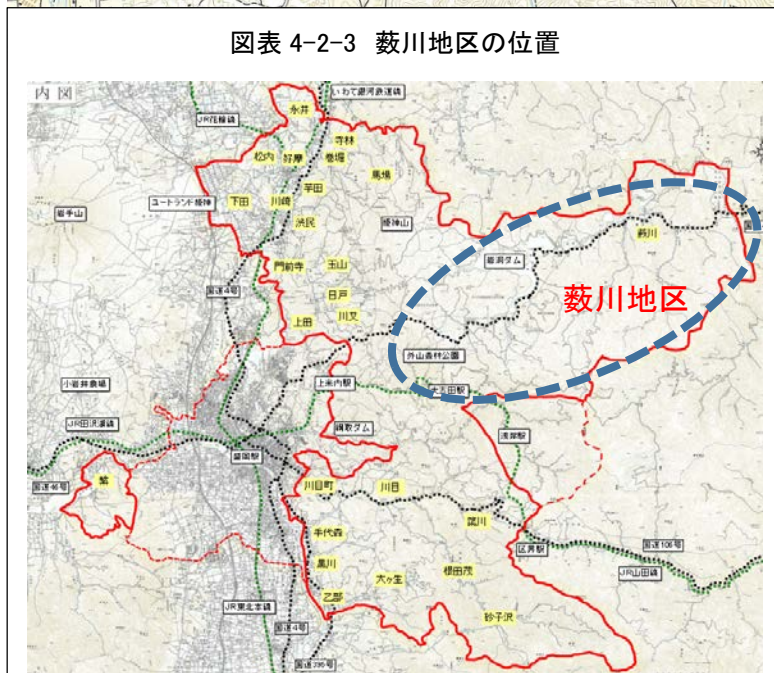 図表 4-2-3 薮川地区の位置
内図
いわて銀河鉄道線
永井
JR花輪線
寺林
松内
好摩
巻堀
馬場
芋田
ユートランド姫神
下田
川崎
姫神山
岩手山
渋民
薮川
門前寺
玉山
岩洞ダム
国道4号
日戸
薮川地区
上田
川又
外山森林公園
小岩井農場
上米内駅
大志田駅
JR田沢湖線
綱取ダム
浅岸駅
盛岡駅
国道46号
繋
川目町
川目
簗川
手代森
区界駅
国道106号
黒川
大ヶ生
根田茂
JR山田線
乙部
砂子沢
JR東北本線
国道4号
国道396号